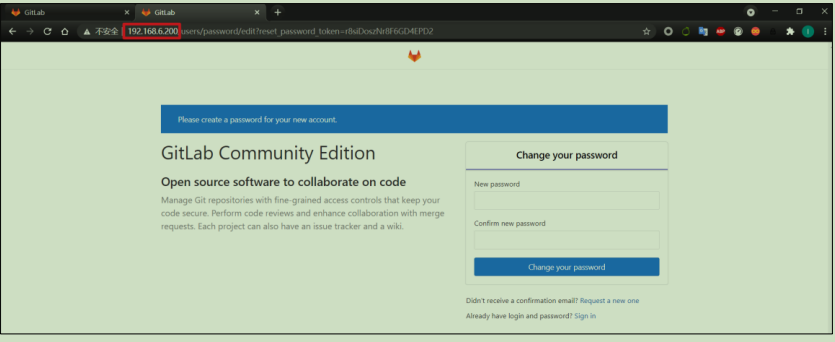 GitLab
GitLab
不安全 192.168.6.200/users/password/edit?reset_password_token=r8siDoszNr8F6GD4EPD2
Please create a password for your new account.
GitLab Community Edition
Open source software to collaborate on code
Manage Git repositories with fine-grained access controls that keep your
code secure. Perform code reviews and enhance collaboration with merge
requests. Each project can also have an issue tracker and a wiki.
Change your password
New password
Confirm new password
Change your password
Didn't receive a confirmation email? Request a new one
Already have login and password? Sign in